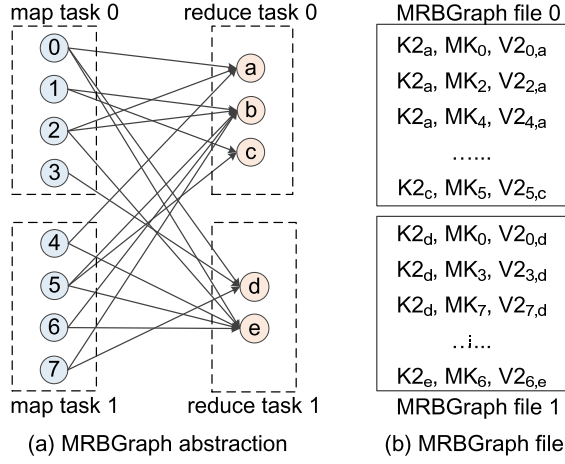 map task 0
reduce task 0
0
1
2
3
a
b
c
4
5
6
7
d
e
map task 1
reduce task 1
(a) MRBGraph abstraction
MRBGraph file 0
K2a, MK0, V20,a
K2a, MK2, V22,a
K2a, MK4, V24,a
…...
K2c, MK5, V25,c
K2d, MK0, V20,d
K2d, MK3, V23,d
K2d, MK7, V27,d
..i...
K2e, MK6, V26,e
MRBGraph file 1
(b) MRBGraph file